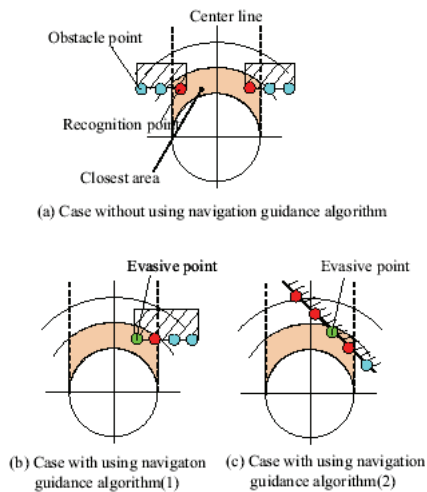 Center line
Obstacle point
Recognition point
Closest area
(a) Case without using navigation guidance algorithm
Evasive point
Evasive point
(b) Case with using navigaton
guidance algorithm(1)
(c) Case with using navigation
guidance algorithm(2)